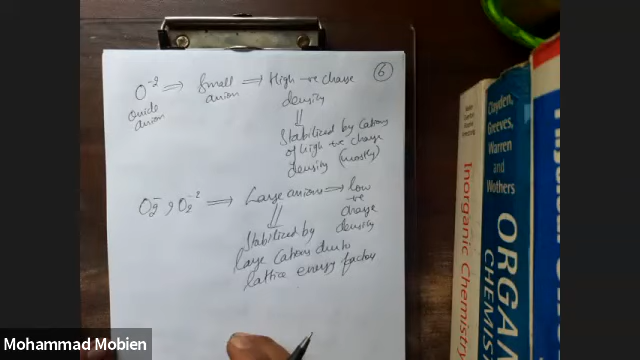 6
O⁻² ⇒ Small ⇒ High -ve charge
Oxide anion anion density
⇓
Stabilized by Cations
of high +ve charge
density (mostly)
O₂⁻, O₂⁻² ⇒ Large anions ⇒ low
-ve
charge
density
⇓
Stabilized by
large Cations due to
lattice energy factor
Inorganic Chemistry
Clayden,
Greeves,
Warren
and
Wothers
ORGAN
CHEMIS
Mohammad Mobien